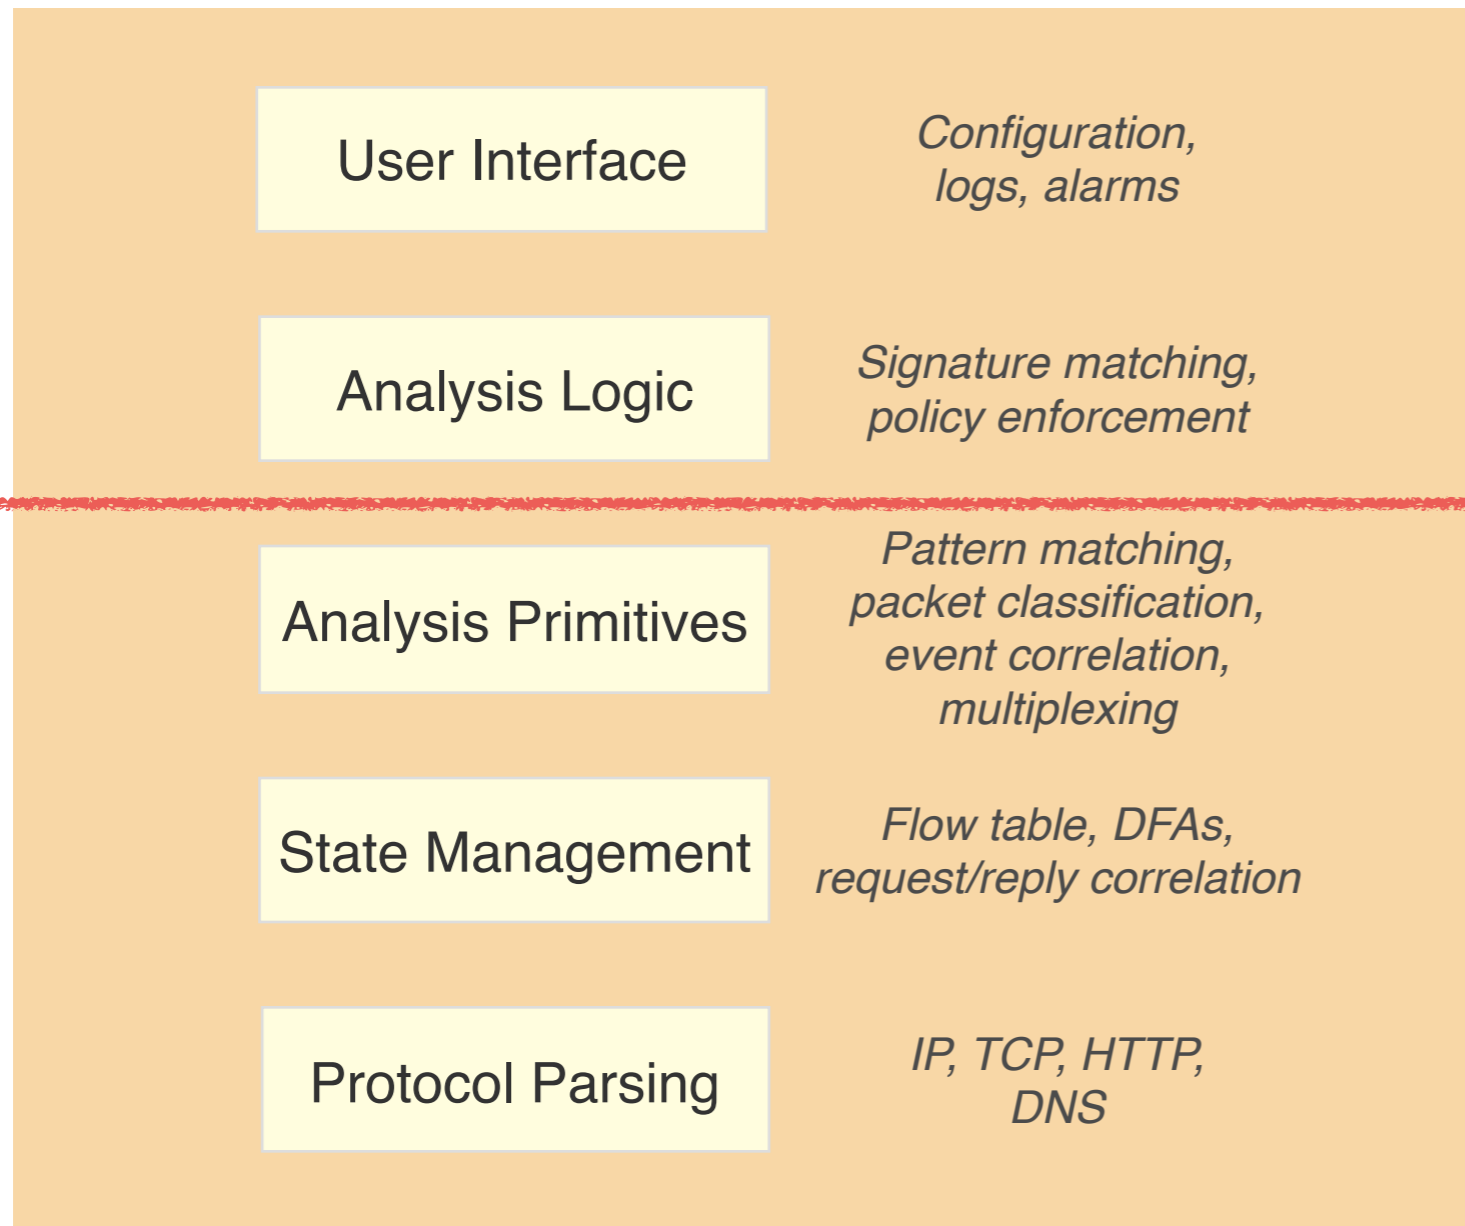 User Interface
Configuration,
logs, alarms
Analysis Logic
Signature matching,
policy enforcement
Analysis Primitives
Pattern matching,
packet classification,
event correlation,
multiplexing
State Management
Flow table, DFAs,
request/reply correlation
Protocol Parsing
IP, TCP, HTTP,
DNS